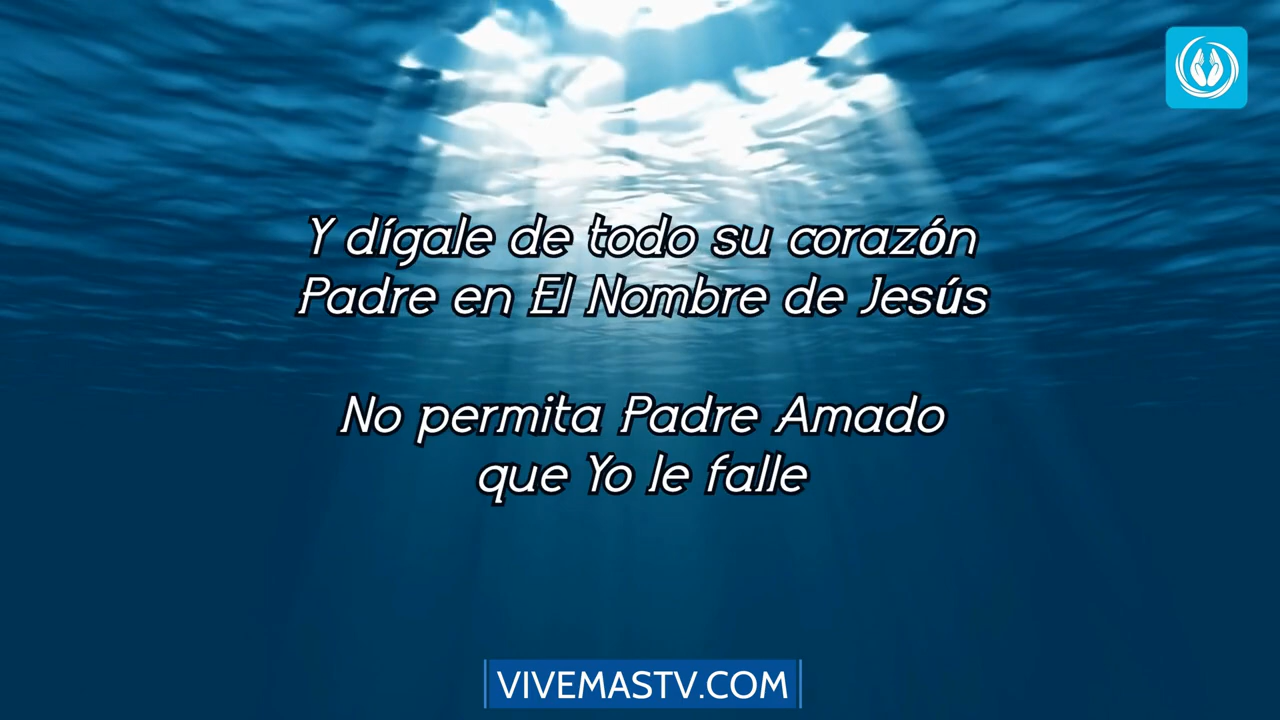 Y dígale de todo su corazón
Padre en El Nombre de Jesús
No permita Padre Amado
que Yo le falle
VIVEMASTV.COM